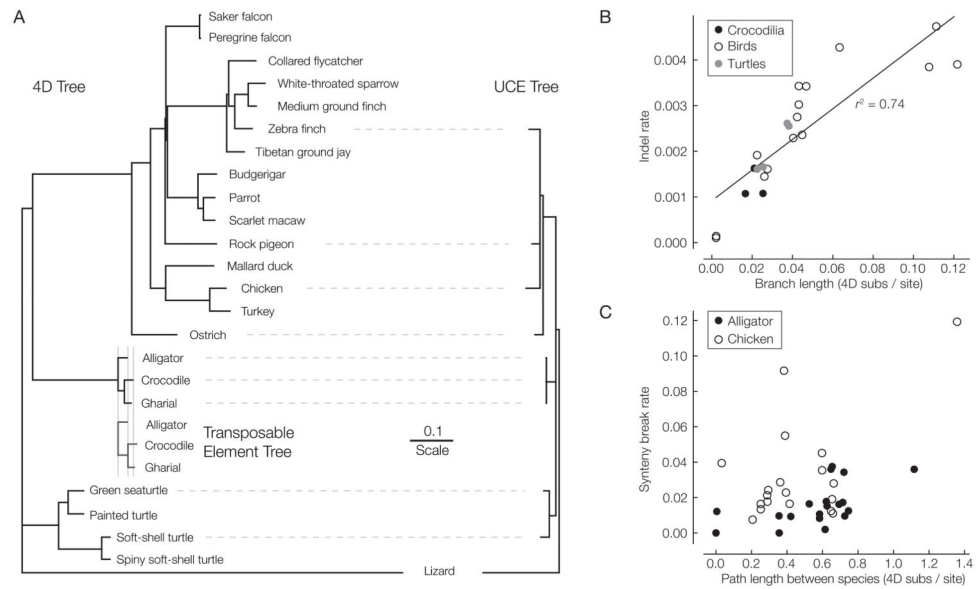 A
4D Tree
UCE Tree
Saker falcon
Peregrine falcon
Collared flycatcher
White-throated sparrow
Medium ground finch
Zebra finch
Tibetan ground jay
Budgerigar
Parrot
Scarlet macaw
Rock pigeon
Mallard duck
Chicken
Turkey
Ostrich
Alligator
Crocodile
Gharial
Alligator
Crocodile
Gharial
Transposable
Element Tree
0.1
Scale
Green seaturtle
Painted turtle
Soft-shell turtle
Spiny soft-shell turtle
Lizard
B
Crocodilia
Birds
Turtles
r² = 0.74
Indel rate
0.004
0.003
0.002
0.001
0.000
0.00 0.02 0.04 0.06 0.08 0.10 0.12
Branch length (4D subs / site)
C
Alligator
Chicken
Synteny break rate
0.12
0.10
0.08
0.06
0.04
0.02
0.00
0.0 0.2 0.4 0.6 0.8 1.0 1.2 1.4
Path length between species (4D subs / site)